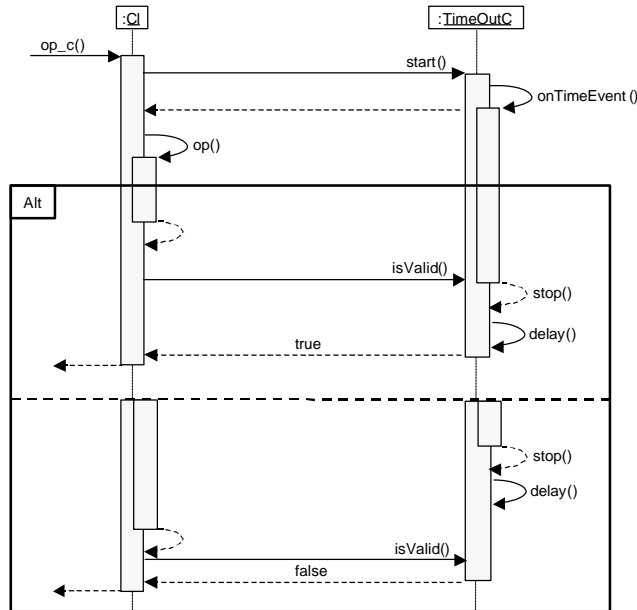 :Cl
:TimeOutC
op_c()
start()
onTimeEvent()
op()
Alt
isValid()
stop()
delay()
true
stop()
delay()
isValid()
false